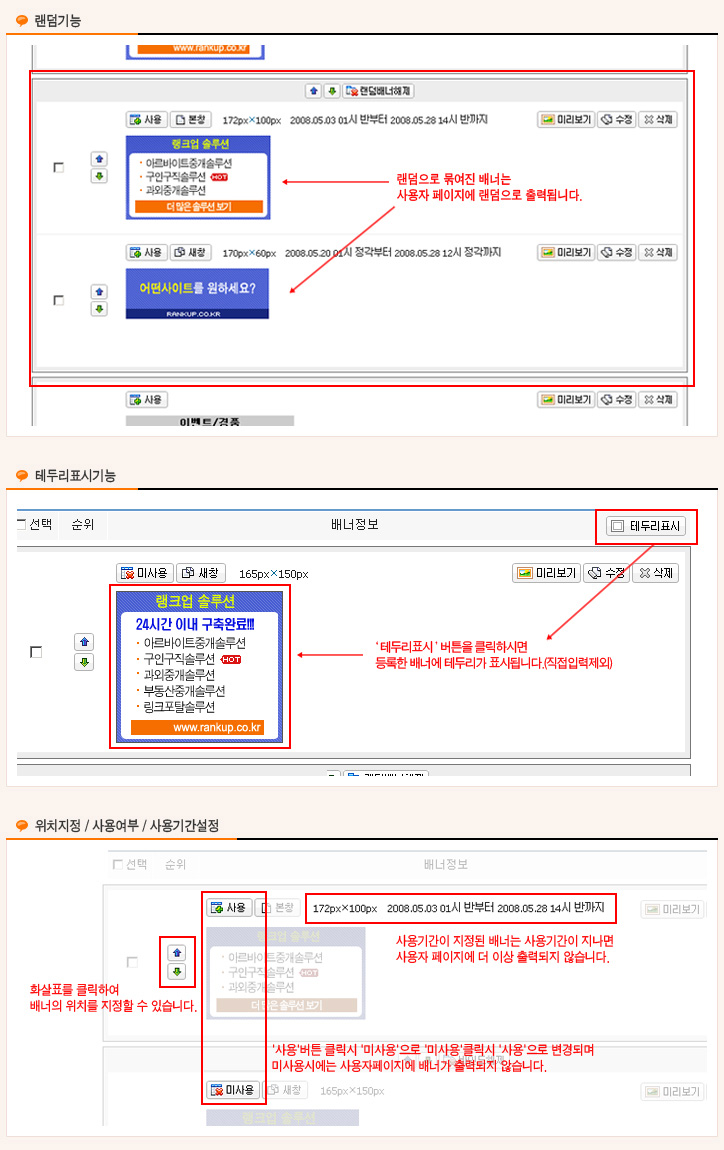 랜덤기능
www.rankup.co.kr
랜덤배너해제
사용 본창 172px×100px 2008.05.03 01시 반부터 2008.05.28 14시 반까지 미리보기 수정 삭제
랭크업 솔루션
· 아르바이트중개솔루션
· 구인구직솔루션 HOT
· 과외중개솔루션
더 많은 솔루션 보기
랜덤으로 묶여진 배너는
사용자 페이지에 랜덤으로 출력됩니다.
사용 새창 170px×60px 2008.05.20 01시 정각부터 2008.05.28 12시 정각까지 미리보기 수정 삭제
어떤사이트를 원하세요?
RANKUP.CO.KR
사용 미리보기 수정 삭제
이벤트/경품
테두리표시기능
선택 순위 배너정보 테두리표시
미사용 새창 165px×150px 미리보기 수정 삭제
랭크업 솔루션
24시간 이내 구축완료!!!
· 아르바이트중개솔루션
· 구인구직솔루션 HOT
· 과외중개솔루션
· 부동산중개솔루션
· 링크포탈솔루션
www.rankup.co.kr
‘ 테두리표시 ’ 버튼을 클릭하시면
등록한 배너에 테두리가 표시됩니다.(직접입력제외)
랜덤배너해제
위치지정 / 사용여부 / 사용기간설정
선택 순위 배너정보
사용 본창 172px×100px 2008.05.03 01시 반부터 2008.05.28 14시 반까지 미리보기
랭크업 솔루션
· 아르바이트중개솔루션
· 구인구직솔루션 HOT
· 과외중개솔루션
더 많은 솔루션 보기
사용기간이 지정된 배너는 사용기간이 지나면
사용자 페이지에 더 이상 출력되지 않습니다.
화살표를 클릭하여
배너의 위치를 지정할 수 있습니다.
'사용'버튼 클릭시 '미사용'으로 '미사용'클릭시 '사용'으로 변경되며
미사용시에는 사용자페이지에 배너가 출력되지 않습니다.
미사용 새창 165px×150px 미리보기
랭크업 솔루션